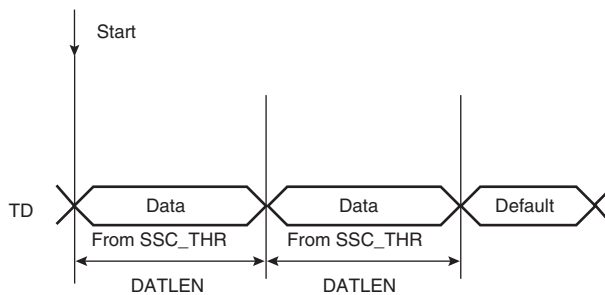 Start
TD
Data
Data
Default
From SSC_THR
From SSC_THR
DATLEN
DATLEN